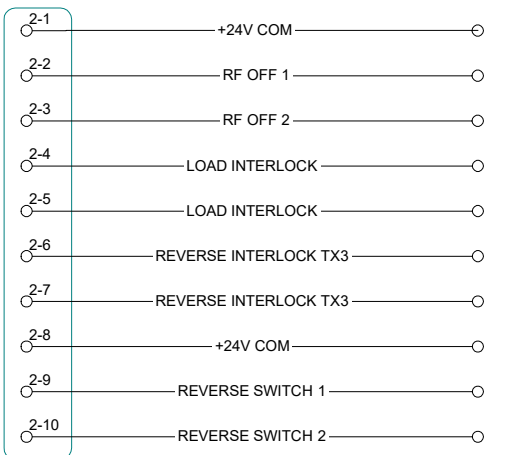 2-1 +24V COM
2-2 RF OFF 1
2-3 RF OFF 2
2-4 LOAD INTERLOCK
2-5 LOAD INTERLOCK
2-6 REVERSE INTERLOCK TX3
2-7 REVERSE INTERLOCK TX3
2-8 +24V COM
2-9 REVERSE SWITCH 1
2-10 REVERSE SWITCH 2